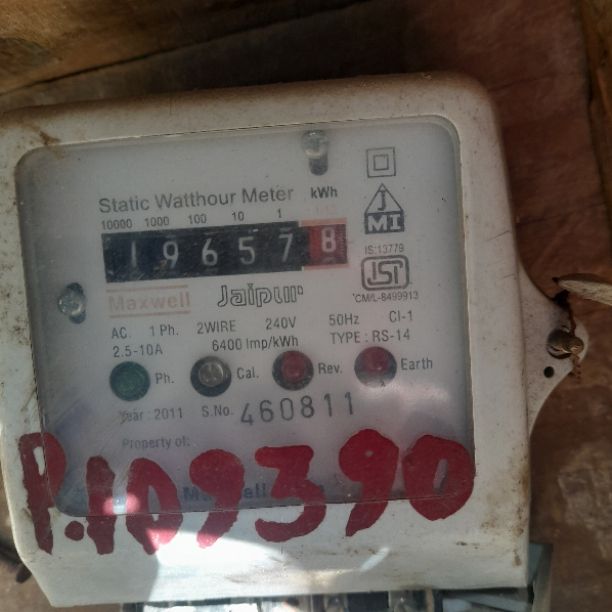 Static Watthour Meter kWh
10000 1000 100 10 1
1 9 6 5 7 8
JMI
IS:13779
ISI
CM/L-8499913
Maxwell Jaipur
AC. 1 Ph. 2WIRE 240V 50Hz Cl-1
2.5-10A 6400 Imp/kWh TYPE : RS-14
Ph. Cal. Rev. Earth
Year : 2011 S.No. 460811
Property of:
P.109390